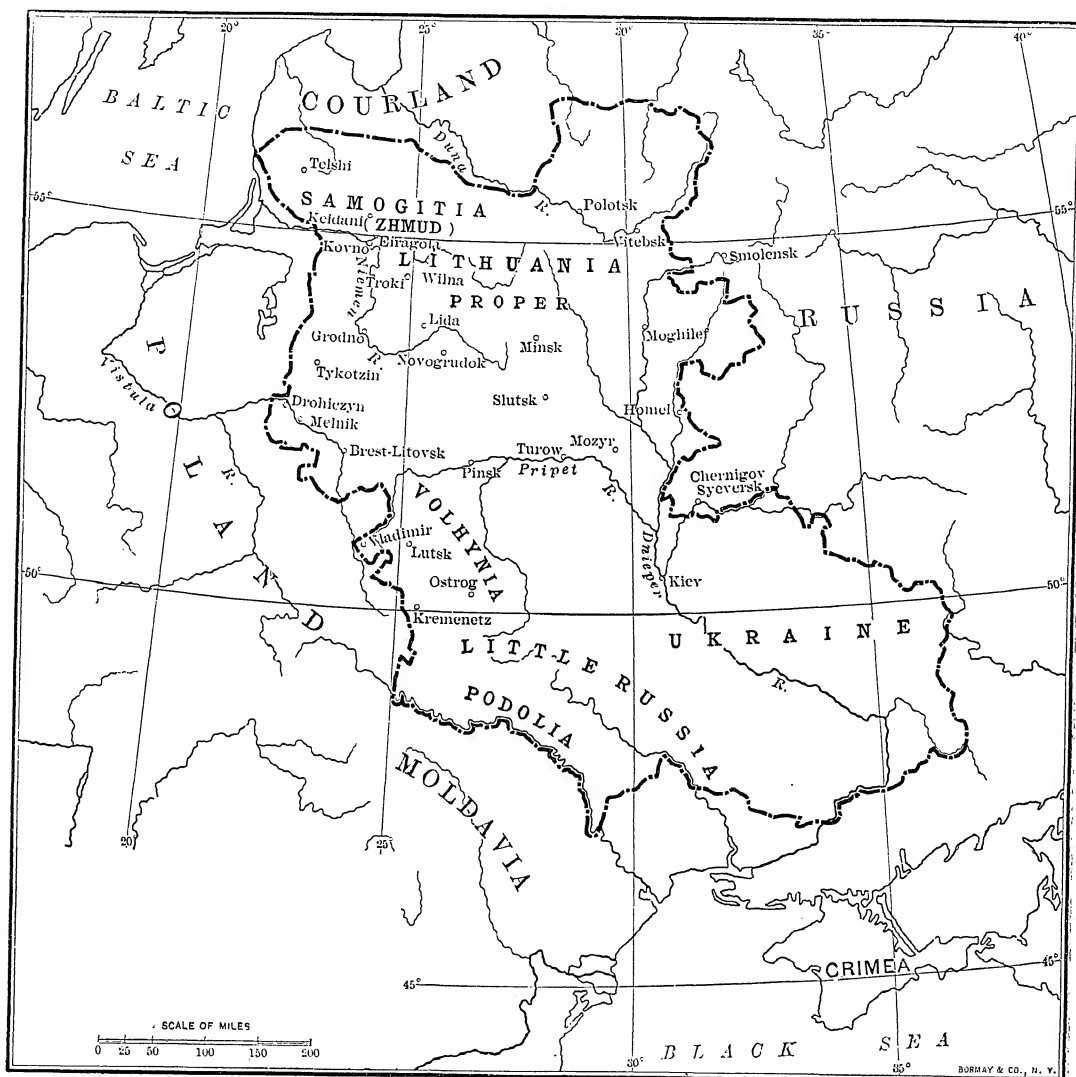 20°
25°
30°
35°
40°
BALTIC
SEA
COURLAND
Duna
R.
Telshi
SAMOGITIA
(ZHMUD)
Keidani
Eiragola
Kovno
Polotsk
Vitebsk
Smolensk
55°
55°
LITHUANIA
PROPER
Troki
Wilna
Niemen
R.
Lida
Grodno
Novogrudok
Minsk
Moghilef
RUSSIA
Tykotzin
Vistula
R.
POLAND
Drohiczyn
Melnik
Slutsk
Homel
Brest-Litovsk
Pinsk
Turow
Mozyr
Pripet
R.
Chernigov
Syeversk
VOLHYNIA
Wladimir
Lutsk
Ostrog
Kremenetz
Dnieper
R.
Kiev
50°
50°
UKRAINE
LITTLE RUSSIA
PODOLIA
MOLDAVIA
20°
25°
CRIMEA
45°
45°
SCALE OF MILES
0 25 50 100 150 200
30°
BLACK SEA
35°
BORMAY & CO., N. Y.